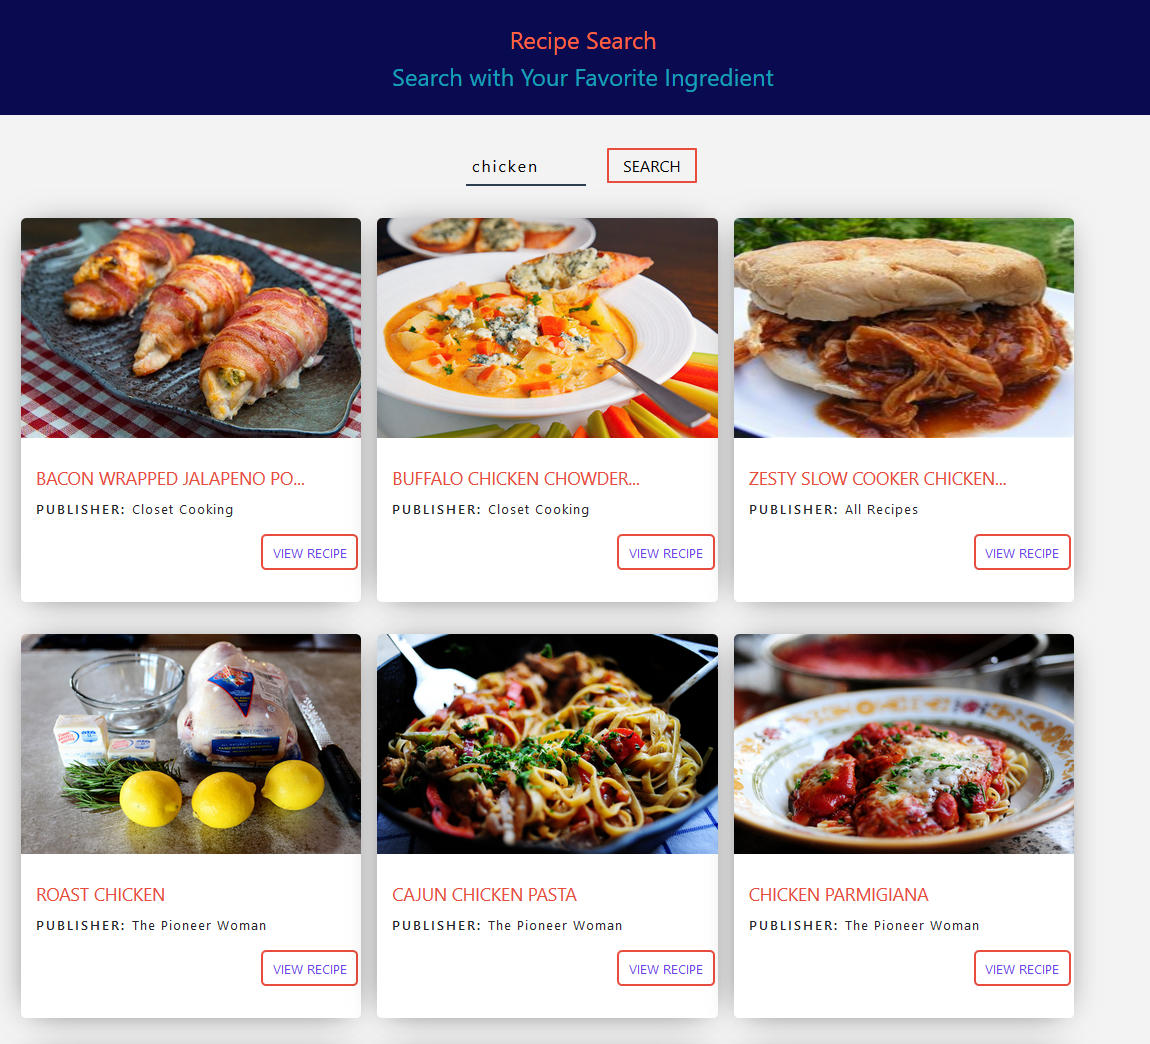 Recipe Search
Search with Your Favorite Ingredient
chicken
SEARCH
BACON WRAPPED JALAPENO PO...
PUBLISHER: Closet Cooking
VIEW RECIPE
BUFFALO CHICKEN CHOWDER...
PUBLISHER: Closet Cooking
VIEW RECIPE
ZESTY SLOW COOKER CHICKEN...
PUBLISHER: All Recipes
VIEW RECIPE
ROAST CHICKEN
PUBLISHER: The Pioneer Woman
VIEW RECIPE
CAJUN CHICKEN PASTA
PUBLISHER: The Pioneer Woman
VIEW RECIPE
CHICKEN PARMIGIANA
PUBLISHER: The Pioneer Woman
VIEW RECIPE